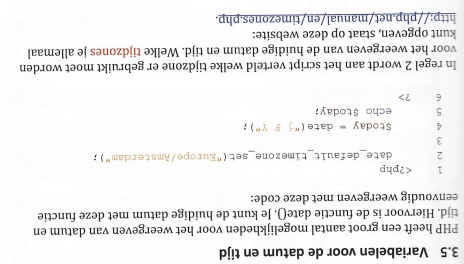 3.5 Variabelen voor de datum en tijd
PHP heeft een groot aantal mogelijkheden voor het weergeven van datum en
tijd. Hiervoor is de functie date(). Je kunt de huidige datum met deze functie
eenvoudig weergeven met deze code:
1 <?php
2 date_default_timezone_set("Europe/Amsterdam");
3
4 $today = date("j F Y");
5 echo $today;
6 ?>
In regel 2 wordt aan het script verteld welke tijdzone er gebruikt moet worden
voor het weergeven van de huidige datum en tijd. Welke tijdzones je allemaal
kunt opgeven, staat op deze website:
http://php.net/manual/en/timezones.php.